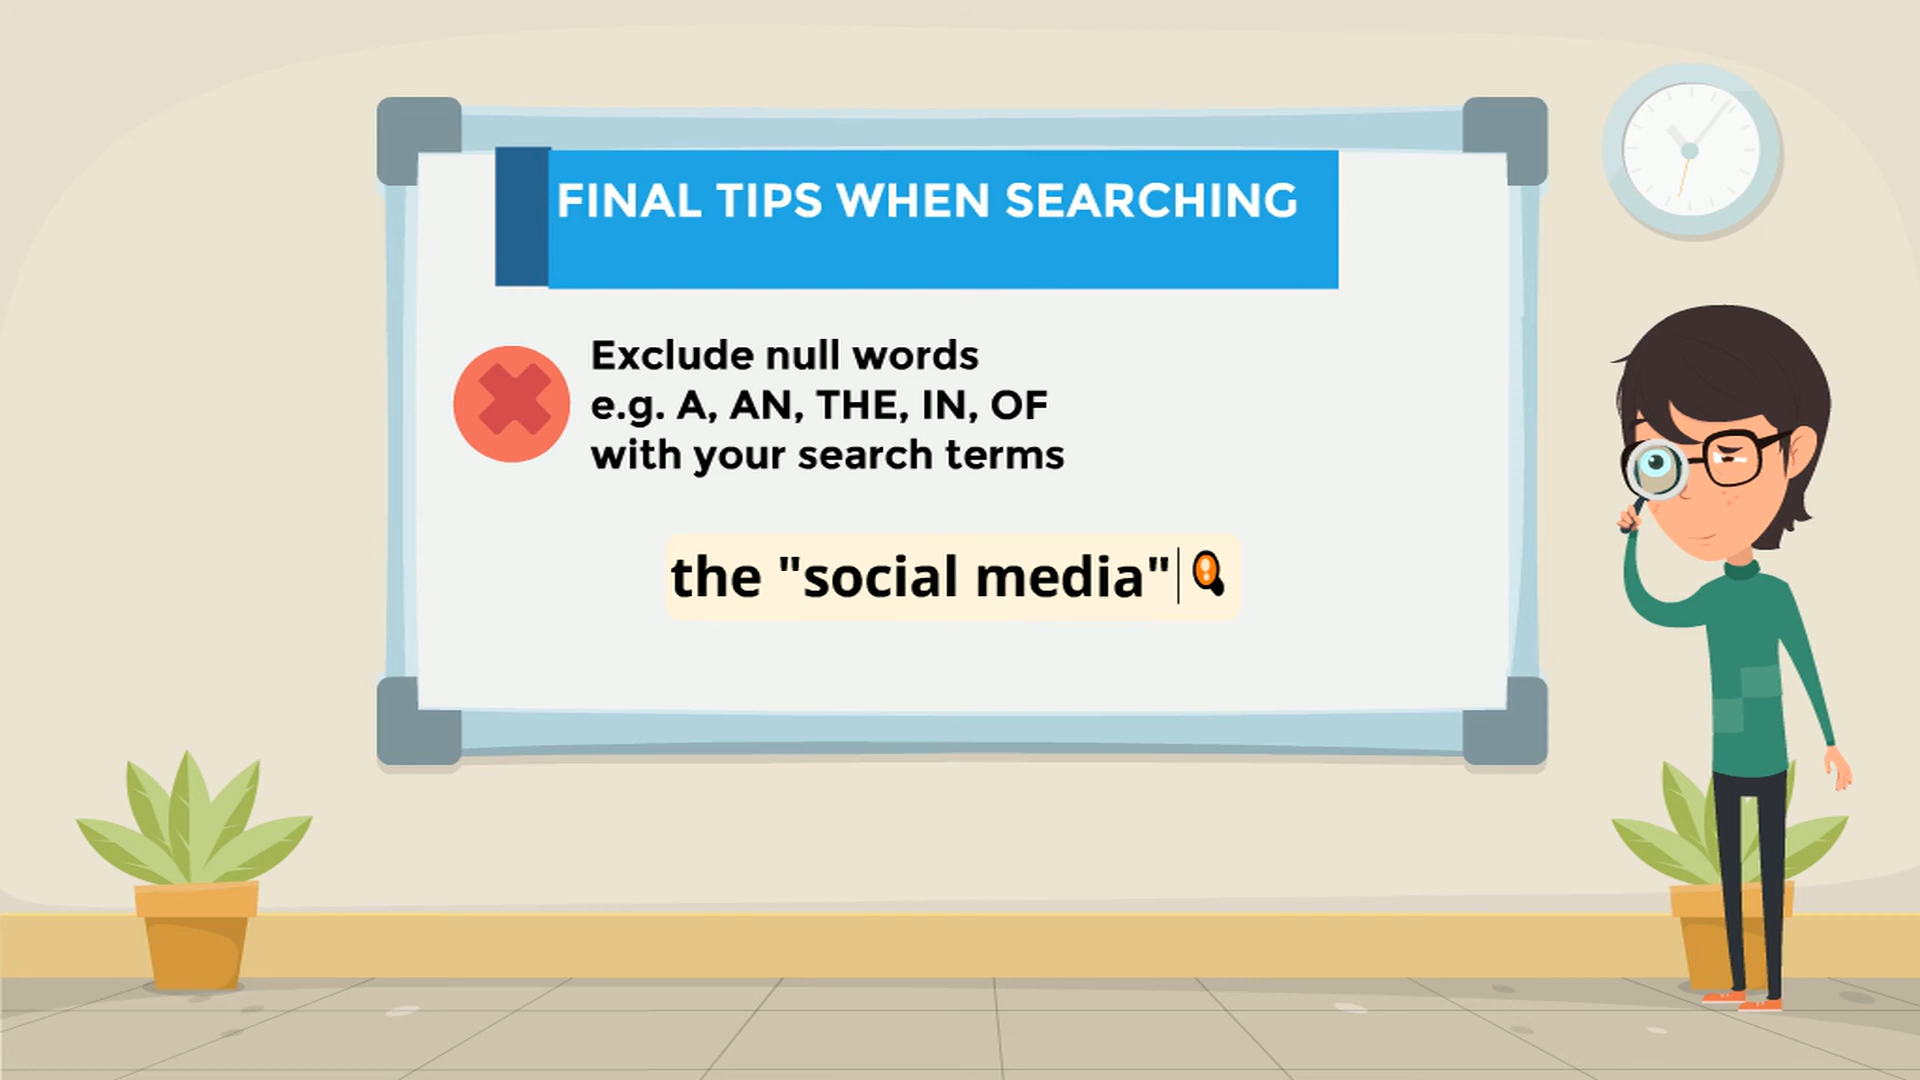 FINAL TIPS WHEN SEARCHING
Exclude null words
e.g. A, AN, THE, IN, OF
with your search terms
the "social media"